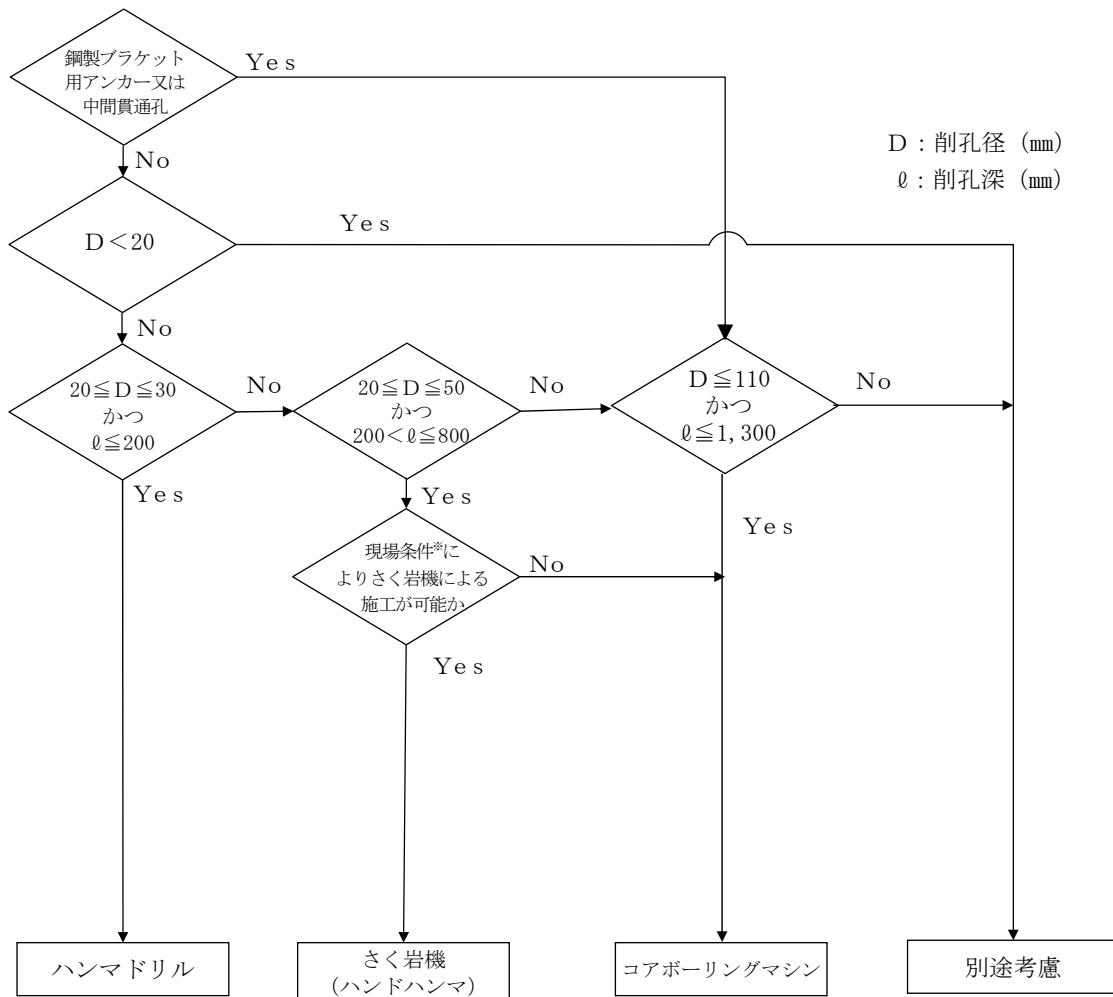 鋼製ブラケット
用アンカー又は
中間貫通孔
Yes
No
D：削孔径（㎜）
ℓ：削孔深（㎜）
D＜20
Yes
No
20≦D≦30
かつ
ℓ≦200
No
Yes
20≦D≦50
かつ
200＜ℓ≦800
No
Yes
D≦110
かつ
ℓ≦1,300
No
Yes
現場条件※に
よりさく岩機による
施工が可能か
No
Yes
ハンマドリル
さく岩機
（ハンドハンマ）
コアボーリングマシン
別途考慮